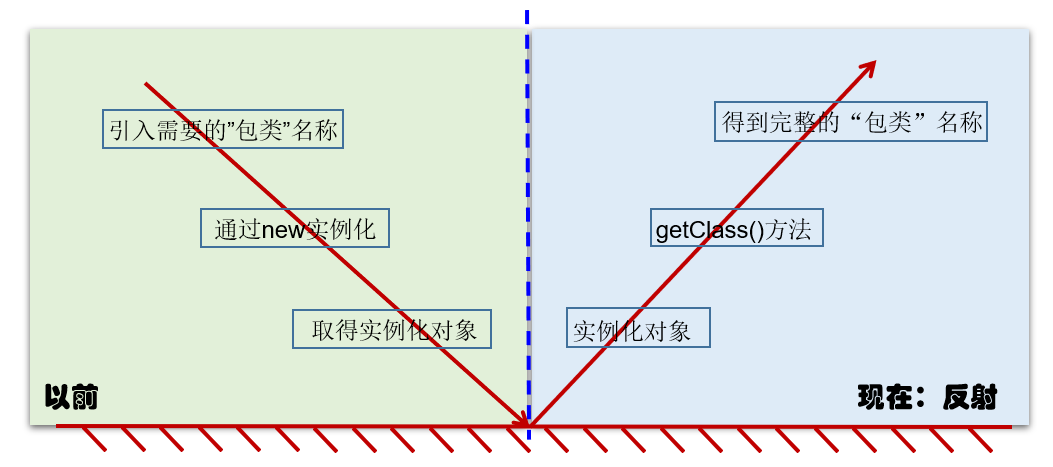 引入需要的”包类”名称
通过new实例化
取得实例化对象
以前
得到完整的“包类”名称
getClass()方法
实例化对象
现在：反射